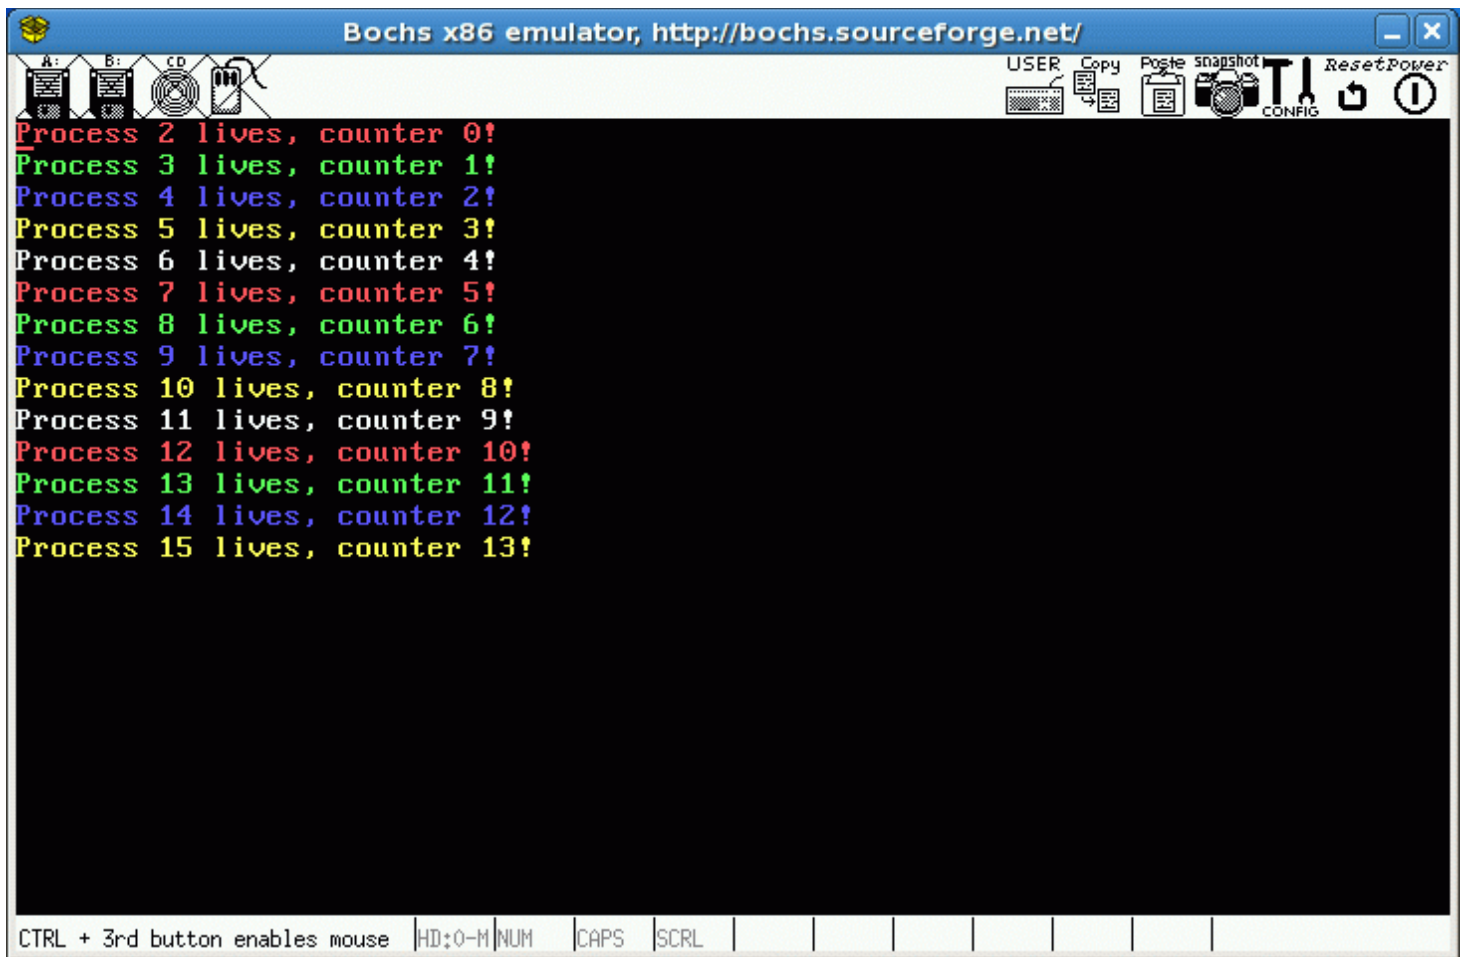 Bochs x86 emulator, http://bochs.sourceforge.net/
A: B: CD USER Copy Paste snapshot CONFIG Reset Power
Process 2 lives, counter 0!
Process 3 lives, counter 1!
Process 4 lives, counter 2!
Process 5 lives, counter 3!
Process 6 lives, counter 4!
Process 7 lives, counter 5!
Process 8 lives, counter 6!
Process 9 lives, counter 7!
Process 10 lives, counter 8!
Process 11 lives, counter 9!
Process 12 lives, counter 10!
Process 13 lives, counter 11!
Process 14 lives, counter 12!
Process 15 lives, counter 13!
CTRL + 3rd button enables mouse HD:0-M NUM CAPS SCRL